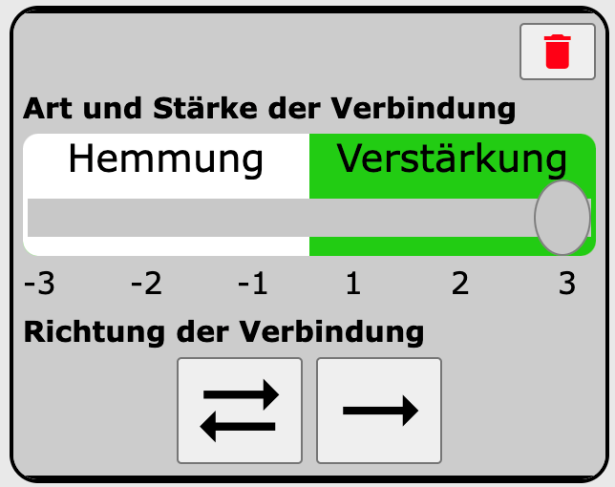 Art und Stärke der Verbindung
Hemmung Verstärkung
-3 -2 -1 1 2 3
Richtung der Verbindung